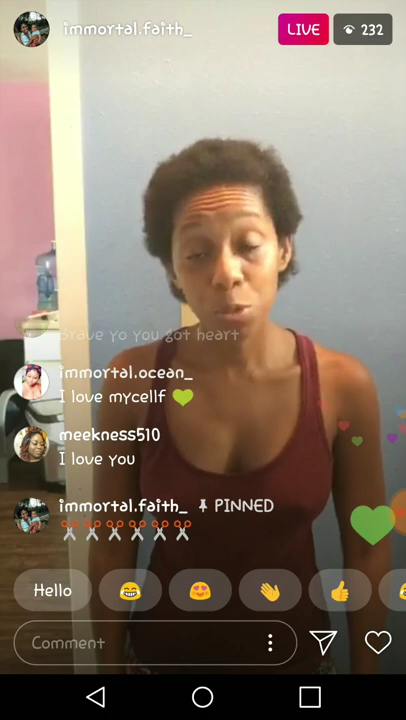 immortal.faith_
LIVE
232
Brave yo you got heart
immortal.ocean_
I love mycellf 💚
meekness510
I love you
immortal.faith_ PINNED
✂✂✂✂✂✂
Hello
Comment